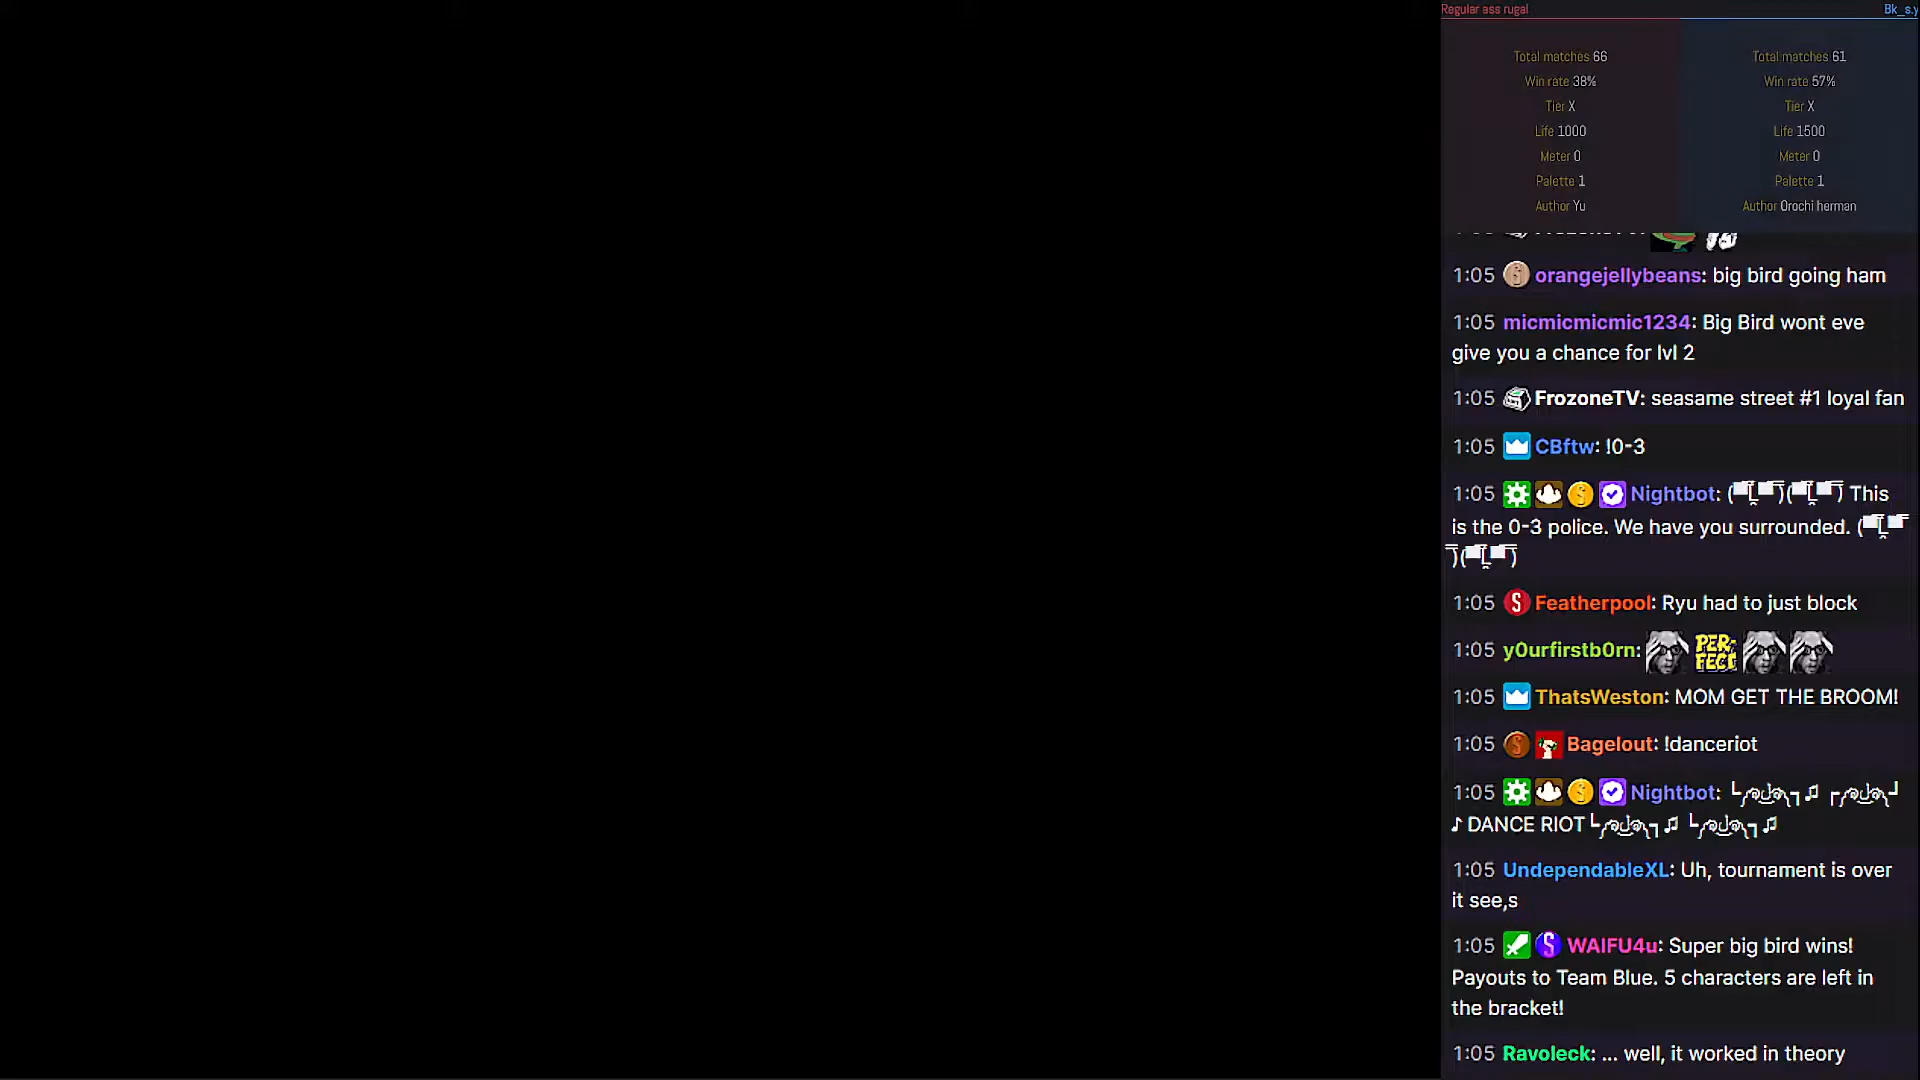 Regular ass rugal
Bk_s.y
Total matches 66
Win rate 38%
Tier X
Life 1000
Meter 0
Palette 1
Author Yu
Total matches 61
Win rate 57%
Tier X
Life 1500
Meter 0
Palette 1
Author Orochi herman
1:05 orangejellybeans: big bird going ham
1:05 micmicmicmic1234: Big Bird wont eve
give you a chance for lvl 2
1:05 FrozoneTV: seasame street #1 loyal fan
1:05 CBftw: !0-3
1:05 Nightbot: This
is the 0-3 police. We have you surrounded.
1:05 Featherpool: Ryu had to just block
1:05 y0urfirstb0rn: PER-
FECT
1:05 ThatsWeston: MOM GET THE BROOM!
1:05 Bagelout: !danceriot
1:05 Nightbot: └╭ರل͜ರ╮┐♫ ┌╭ರل͜ರ╮┘
♪ DANCE RIOT└╭ರل͜ರ╮┐♫ └╭ರل͜ರ╮┐♫
1:05 UndependableXL: Uh, tournament is over
it see,s
1:05 WAIFU4u: Super big bird wins!
Payouts to Team Blue. 5 characters are left in
the bracket!
1:05 Ravoleck: ... well, it worked in theory